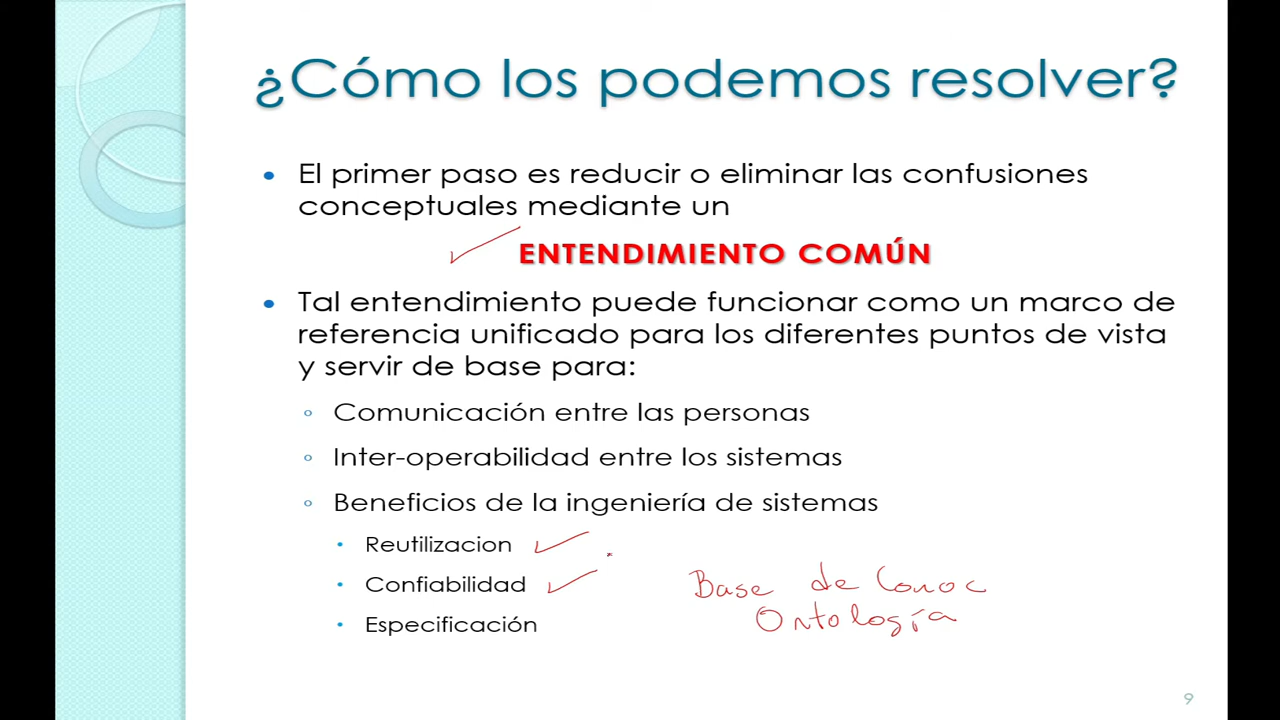 ¿Cómo los podemos resolver?
El primer paso es reducir o eliminar las confusiones
conceptuales mediante un
ENTENDIMIENTO COMÚN
Tal entendimiento puede funcionar como un marco de
referencia unificado para los diferentes puntos de vista
y servir de base para:
Comunicación entre las personas
Inter-operabilidad entre los sistemas
Beneficios de la ingeniería de sistemas
Reutilizacion
Confiabilidad
Especificación
Base de Conoc
Ontología
9